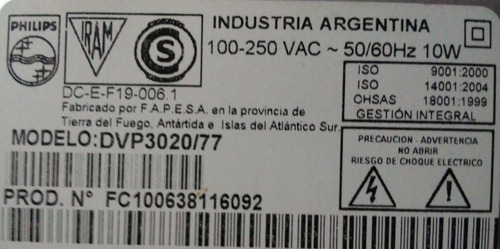 PHILIPS
IRAM
S
INDUSTRIA ARGENTINA
100-250 VAC ~ 50/60Hz 10W
DC-E-F19-006.1
ISO 9001:2000
ISO 14001:2004
OHSAS 18001:1999
GESTIÓN INTEGRAL
Fabricado por F.A.P.E.S.A. en la provincia de
Tierra del Fuego, Antártida e Islas del Atlántico Sur.
MODELO:DVP3020/77
PRECAUCION - ADVERTENCIA
NO ABRIR
RIESGO DE CHOQUE ELECTRICO
PROD. Nº FC100638116092